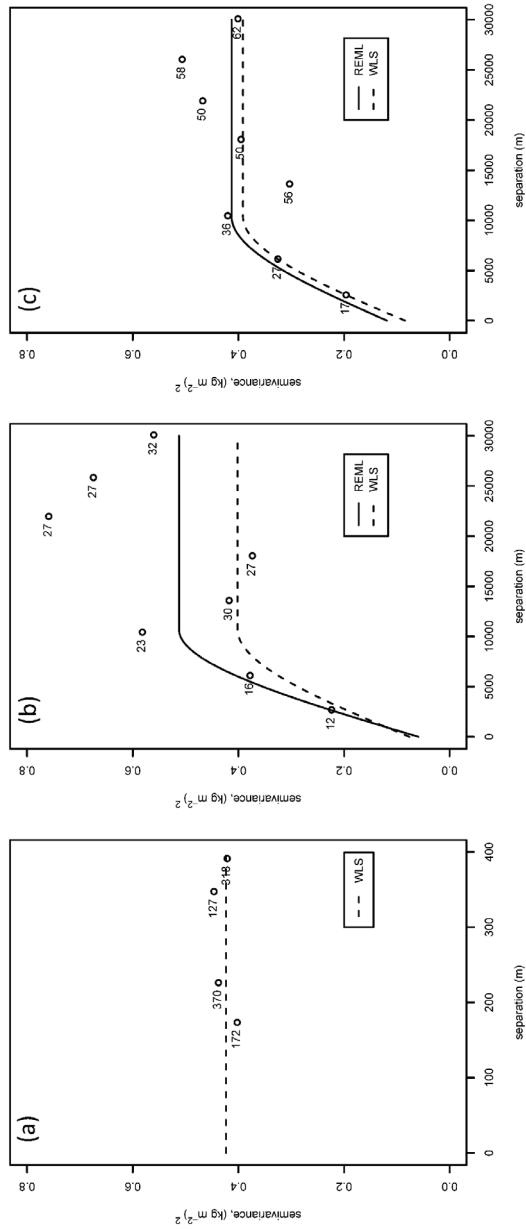 (a)
semivariance, (kg m⁻²)²
0.8
0.6
0.4
0.2
0.0
172
370
127
318
WLS
0 100 200 300 400
separation (m)
(b)
semivariance, (kg m⁻²)²
0.8
0.6
0.4
0.2
0.0
12
16
23
30
27
27
27
32
REML
WLS
0 5000 10000 15000 20000 25000 30000
separation (m)
(c)
semivariance, (kg m⁻²)²
0.8
0.6
0.4
0.2
0.0
17
27
36
56
50
50
58
62
REML
WLS
0 5000 10000 15000 20000 25000 30000
separation (m)